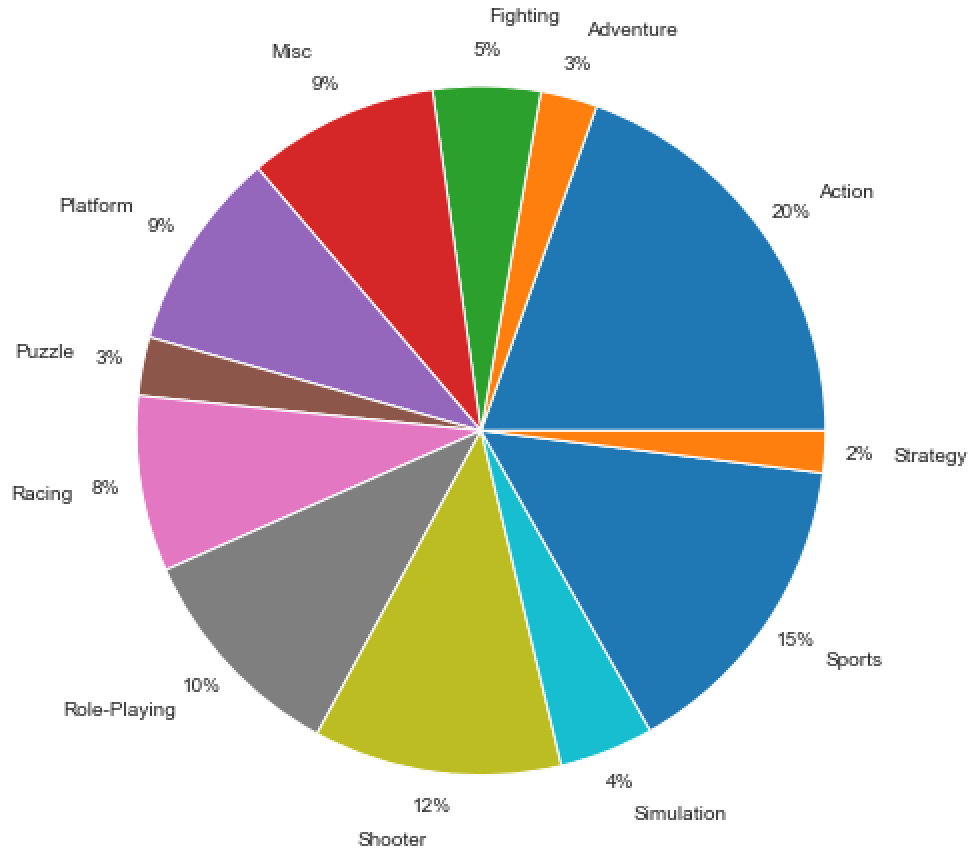 Fighting
5%
Adventure
3%
Misc
9%
Action
20%
Platform
9%
Puzzle 3%
2% Strategy
Racing 8%
15%
Sports
10%
Role-Playing
4%
Simulation
12%
Shooter